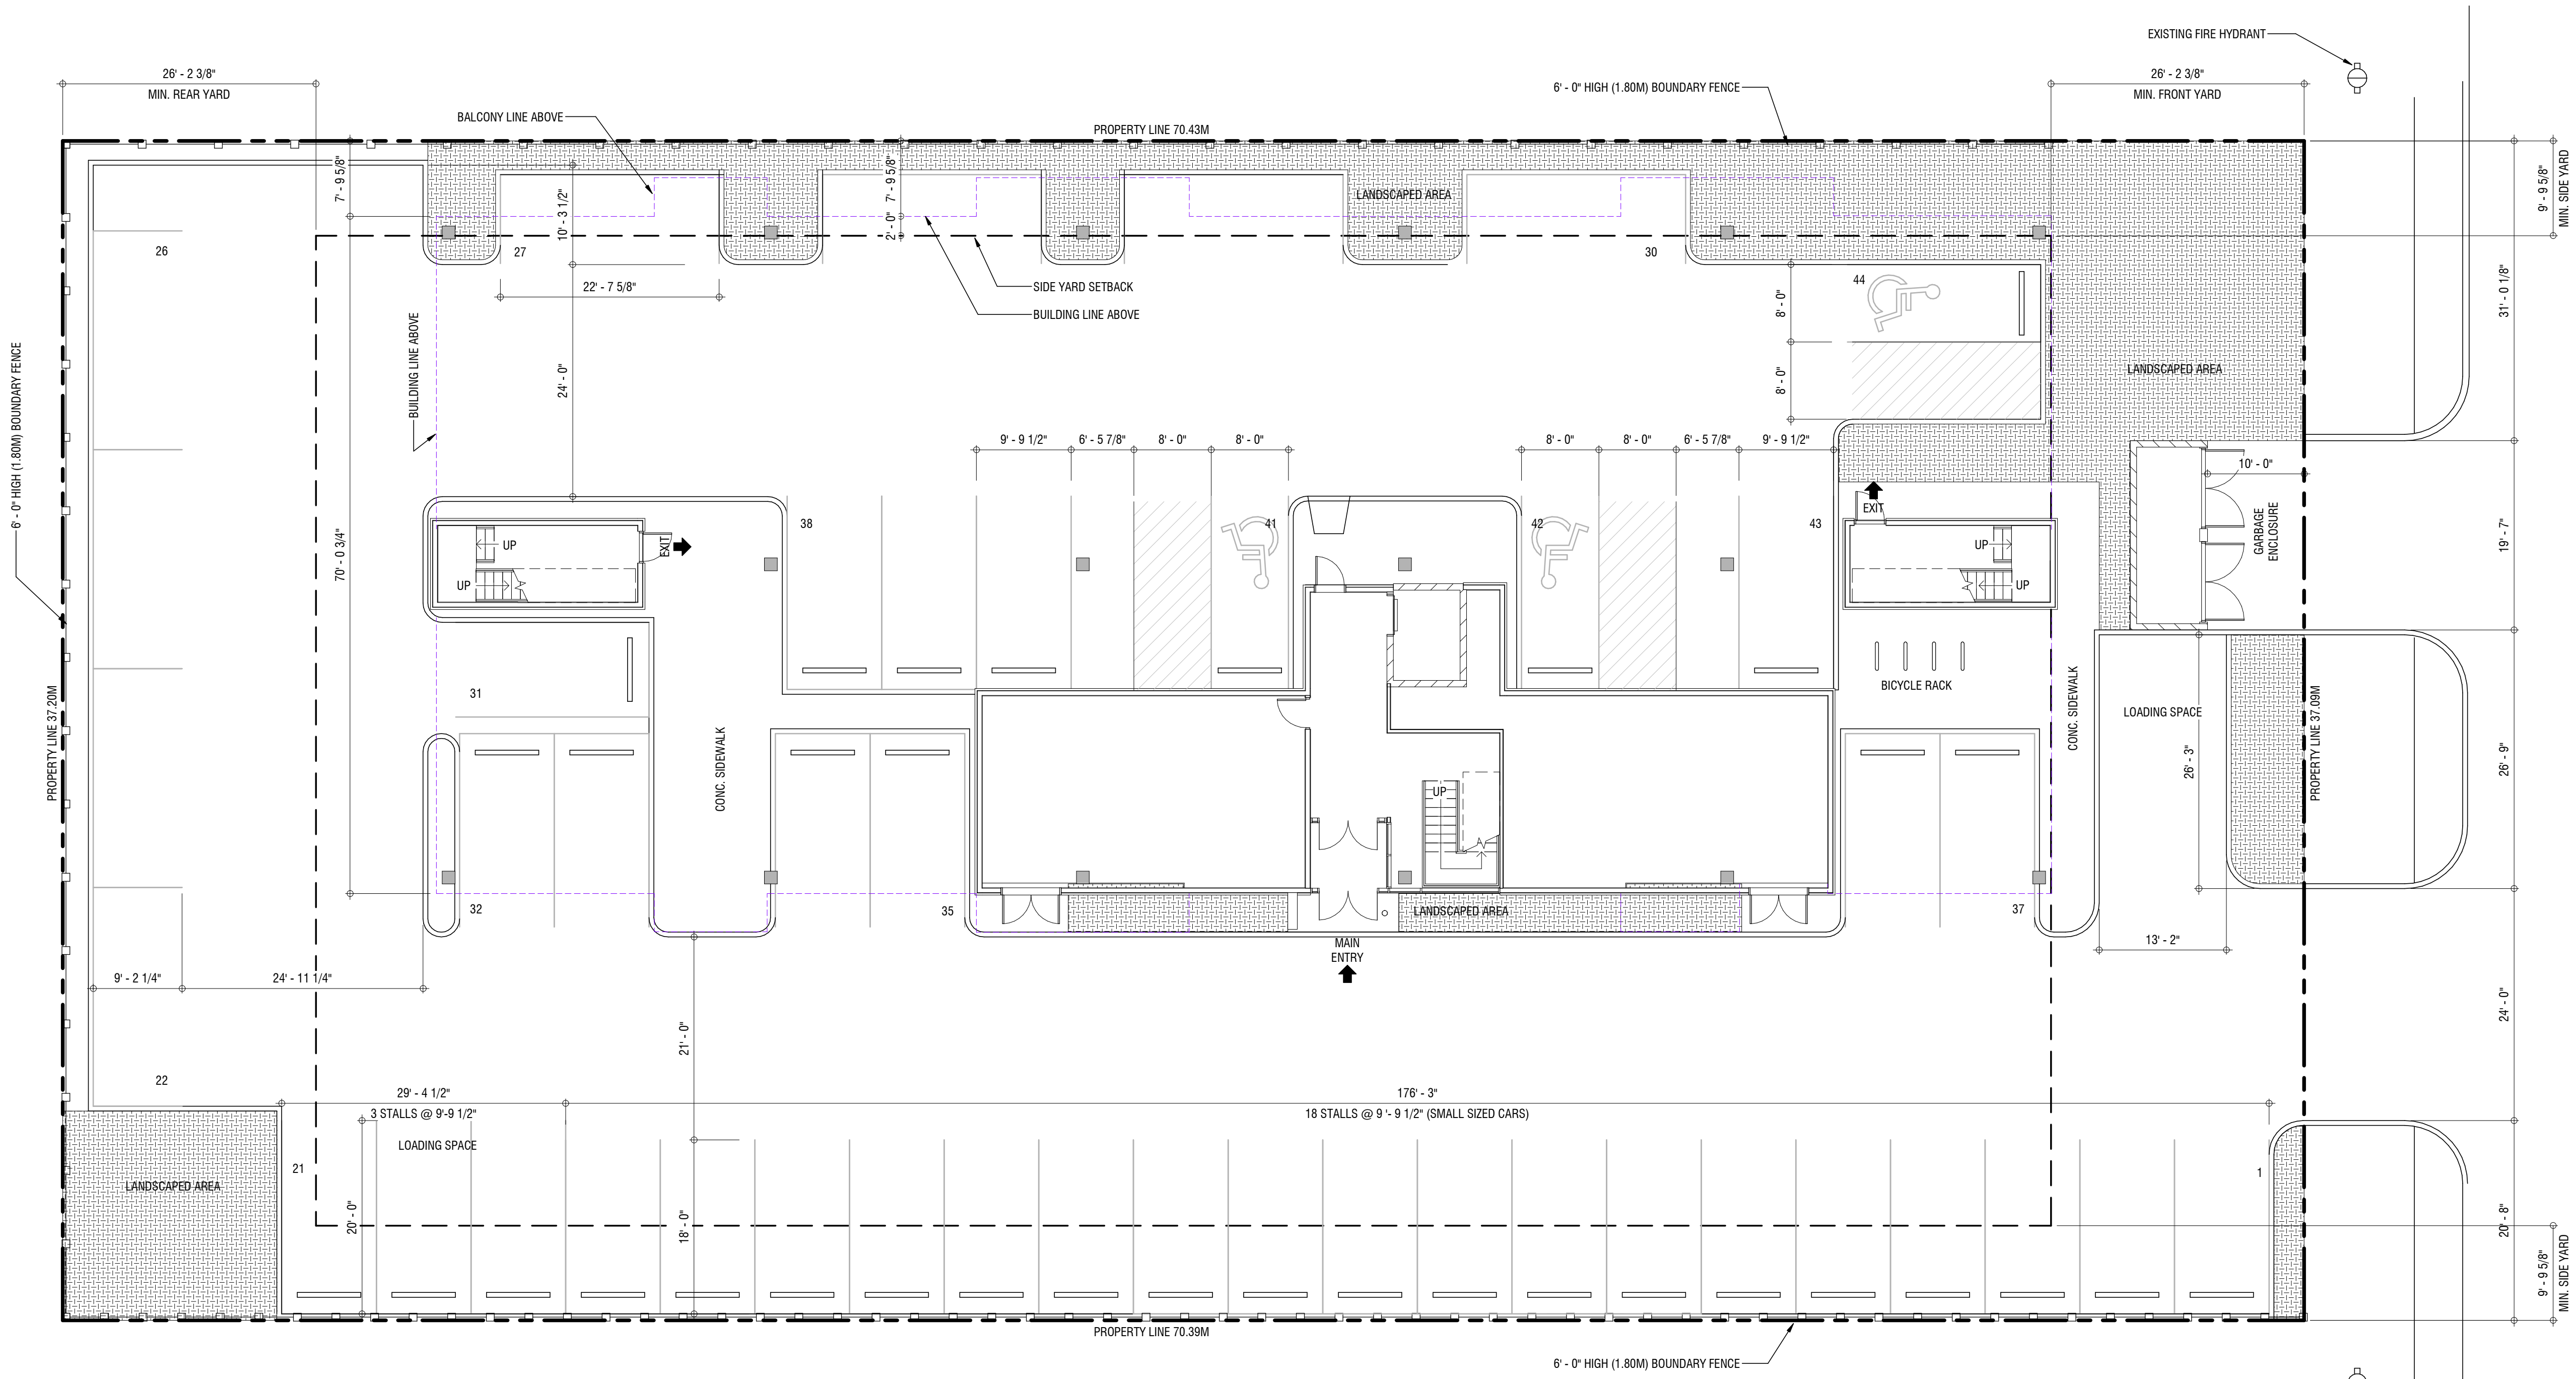 EXISTING FIRE HYDRANT
26' - 2 3/8"
MIN. REAR YARD
26' - 2 3/8"
MIN. FRONT YARD
6' - 0" HIGH (1.80M) BOUNDARY FENCE
BALCONY LINE ABOVE
PROPERTY LINE 70.43M
7' - 9 5/8"
10' - 3 1/2"
7' - 9 5/8"
2' - 0"
LANDSCAPED AREA
9' - 9 5/8"
MIN. SIDE YARD
26
27
30
44
22' - 7 5/8"
SIDE YARD SETBACK
BUILDING LINE ABOVE
8' - 0"
8' - 0"
31' - 0 1/8"
BUILDING LINE ABOVE
24' - 0"
LANDSCAPED AREA
6' - 0" HIGH (1.80M) BOUNDARY FENCE
9' - 9 1/2"
6' - 5 7/8"
8' - 0"
8' - 0"
8' - 0"
8' - 0"
6' - 5 7/8"
9' - 9 1/2"
10' - 0"
GARBAGE
ENCLOSURE
19' - 7"
38
41
42
43
EXIT
EXIT
UP
UP
UP
UP
70' - 0 3/4"
31
BICYCLE RACK
CONC. SIDEWALK
LOADING SPACE
PROPERTY LINE 37.20M
PROPERTY LINE 37.09M
26' - 3"
26' - 9"
CONC. SIDEWALK
UP
32
35
LANDSCAPED AREA
37
MAIN
ENTRY
13' - 2"
9' - 2 1/4"
24' - 11 1/4"
21' - 0"
24' - 0"
22
29' - 4 1/2"
3 STALLS @ 9'-9 1/2"
176' - 3"
18 STALLS @ 9 '- 9 1/2" (SMALL SIZED CARS)
LOADING SPACE
21
1
LANDSCAPED AREA
20' - 0"
18' - 0"
20' - 8"
9' - 9 5/8"
MIN. SIDE YARD
PROPERTY LINE 70.39M
6' - 0" HIGH (1.80M) BOUNDARY FENCE